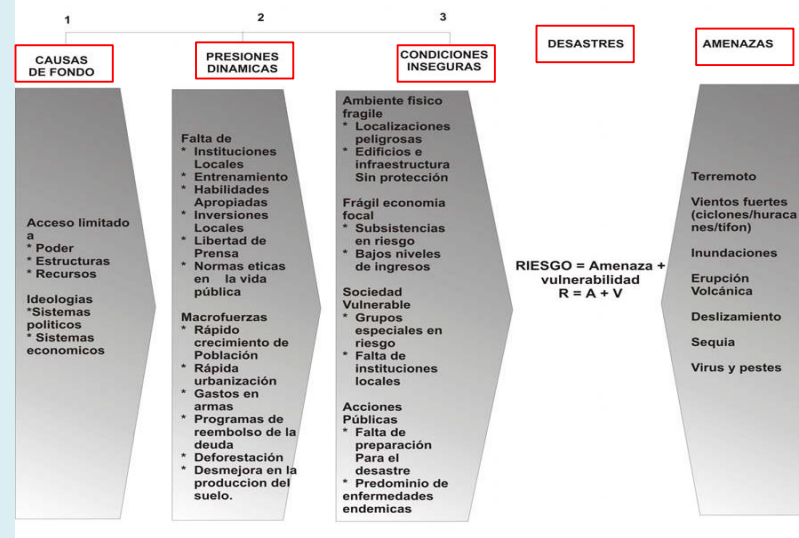 1
2
3
CAUSAS
DE FONDO
PRESIONES
DINAMICAS
CONDICIONES
INSEGURAS
DESASTRES
AMENAZAS
Acceso limitado
a
* Poder
* Estructuras
* Recursos
Ideologias
*Sistemas
politicos
* Sistemas
economicos
Falta de
* Instituciones
Locales
* Entrenamiento
* Habilidades
Apropiadas
* Inversiones
Locales
* Libertad de
Prensa
* Normas eticas
en la vida
pública
Macrofuerzas
* Rápido
crecimiento de
Población
* Rápida
urbanización
* Gastos en
armas
* Programas de
reembolso de la
deuda
* Deforestación
* Desmejora en la
produccion del
suelo.
Ambiente fisico
fragile
* Localizaciones
peligrosas
* Edificios e
infraestructura
Sin protección
Frágil economia
focal
* Subsistencias
en riesgo
* Bajos niveles
de ingresos
Sociedad
Vulnerable
* Grupos
especiales en
riesgo
* Falta de
instituciones
locales
Acciones
Públicas
* Falta de
preparación
Para el
desastre
* Predominio de
enfermedades
endemicas
RIESGO = Amenaza +
vulnerabilidad
R = A + V
Terremoto
Vientos fuertes
(ciclones/huraca
nes/tifon)
Inundaciones
Erupción
Volcánica
Deslizamiento
Sequia
Virus y pestes